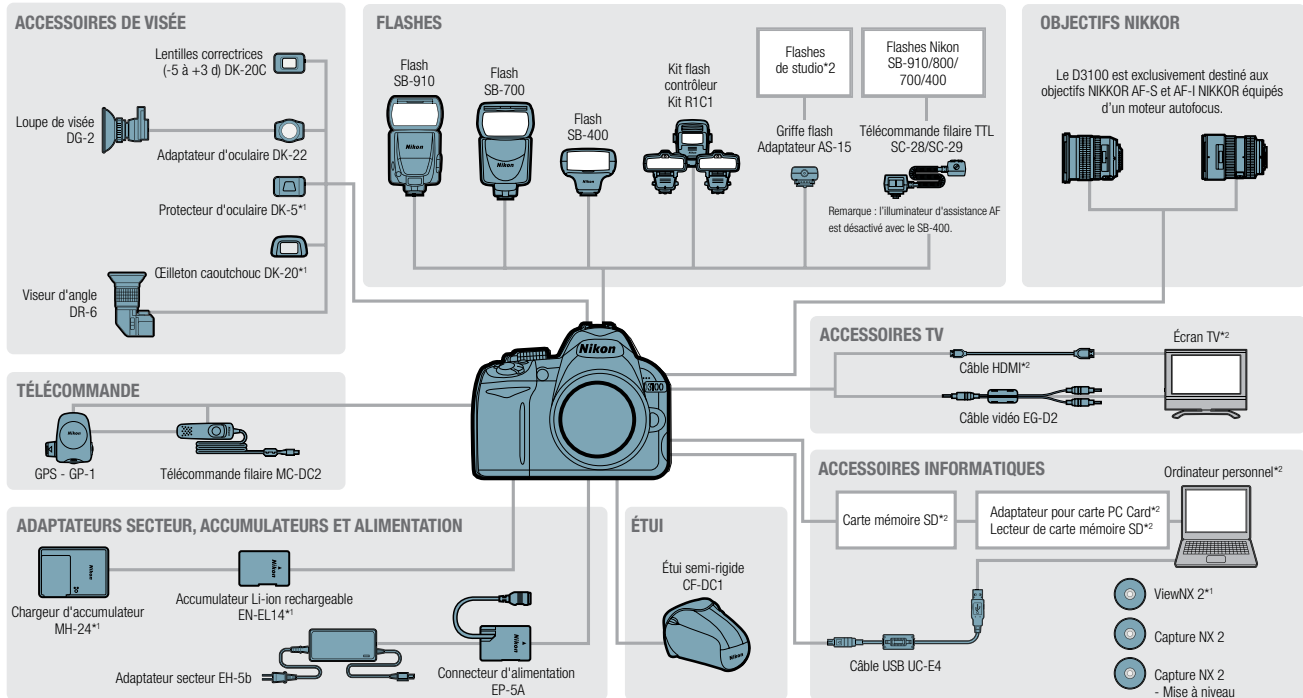 ACCESSOIRES DE VISÉE
Lentilles correctrices
(-5 à +3 d) DK-20C
Loupe de visée
DG-2
Adaptateur d'oculaire DK-22
Protecteur d'oculaire DK-5*1
Œilleton caoutchouc DK-20*1
Viseur d'angle
DR-6
FLASHES
Flash
SB-910
Flash
SB-700
Flash
SB-400
Kit flash
contrôleur
Kit R1C1
Flashes
de studio*2
Griffe flash
Adaptateur AS-15
Flashes Nikon
SB-910/800/
700/400
Télécommande filaire TTL
SC-28/SC-29
Remarque : l'illuminateur d'assistance AF
est désactivé avec le SB-400.
Nikon
Nikon
OBJECTIFS NIKKOR
Le D3100 est exclusivement destiné aux
objectifs NIKKOR AF-S et AF-I NIKKOR équipés
d'un moteur autofocus.
Nikon
D3100
TÉLÉCOMMANDE
Nikon
GPS - GP-1
Télécommande filaire MC-DC2
ACCESSOIRES TV
Câble HDMI*2
Câble vidéo EG-D2
Écran TV*2
ADAPTATEURS SECTEUR, ACCUMULATEURS ET ALIMENTATION
Nikon
Chargeur d'accumulateur
MH-24*1
Nikon
Accumulateur Li-ion rechargeable
EN-EL14*1
Adaptateur secteur EH-5b
Nikon
Connecteur d'alimentation
EP-5A
ÉTUI
Étui semi-rigide
CF-DC1
ACCESSOIRES INFORMATIQUES
Carte mémoire SD*2
Adaptateur pour carte PC Card*2
Lecteur de carte mémoire SD*2
Ordinateur personnel*2
Câble USB UC-E4
ViewNX 2*1
Capture NX 2
Capture NX 2
- Mise à niveau